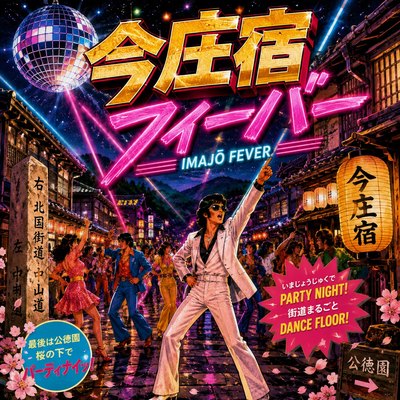 今庄宿
フィーバー
IMAJŌ FEVER
右 北国街道
左 中山道
今庄宿
いまじょうじゅくで
PARTY NIGHT!
街道まるごと
DANCE FLOOR!
最後は公徳園
桜の下で
パーティナイト
公徳園